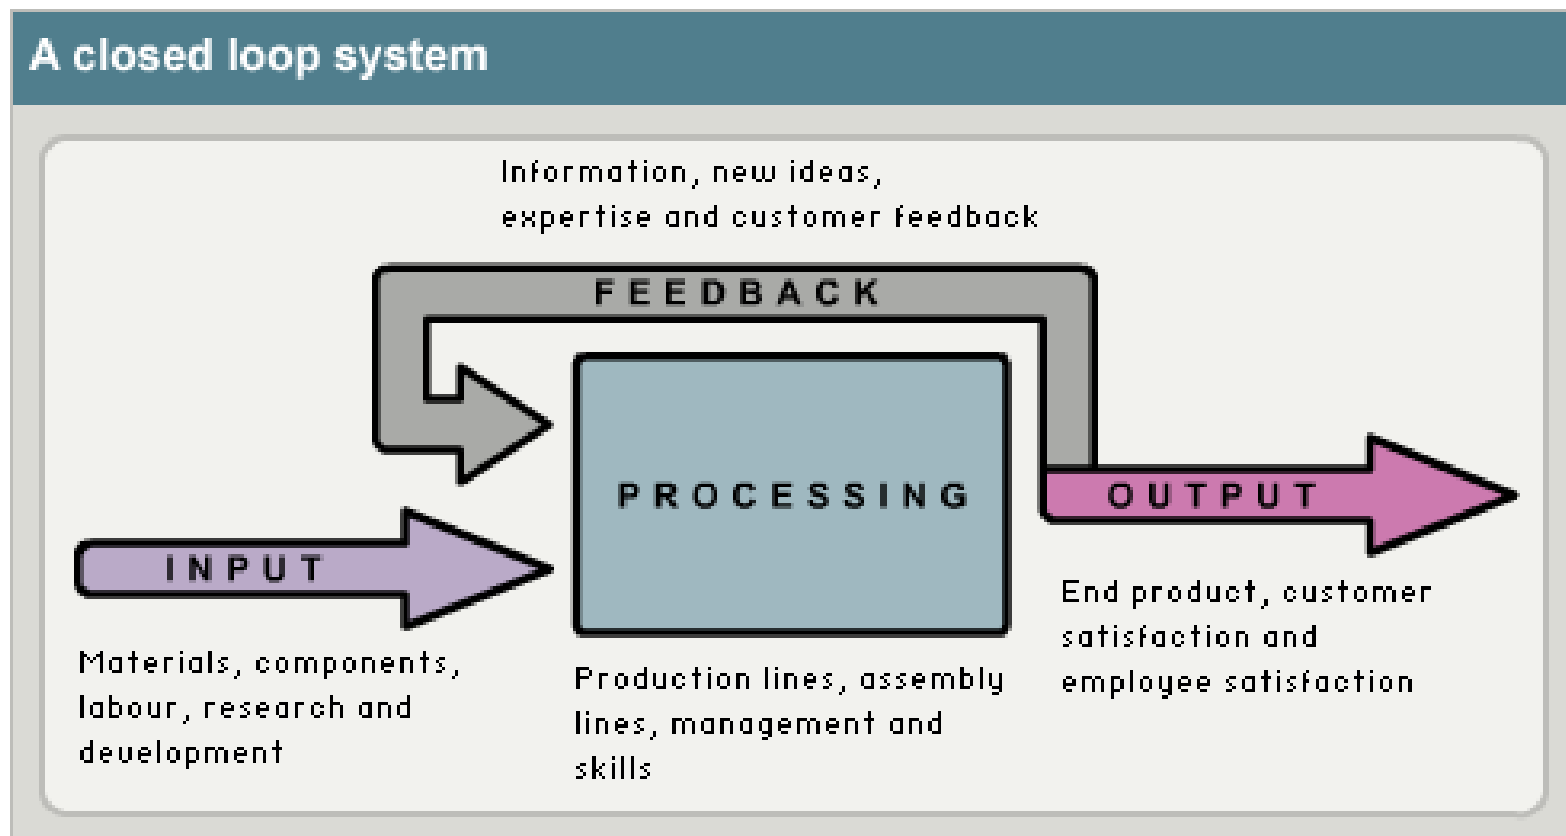 A closed loop system
Information, new ideas,
expertise and customer feedback
FEEDBACK
PROCESSING
INPUT
OUTPUT
Materials, components,
labour, research and
development
Production lines, assembly
lines, management and
skills
End product, customer
satisfaction and
employee satisfaction